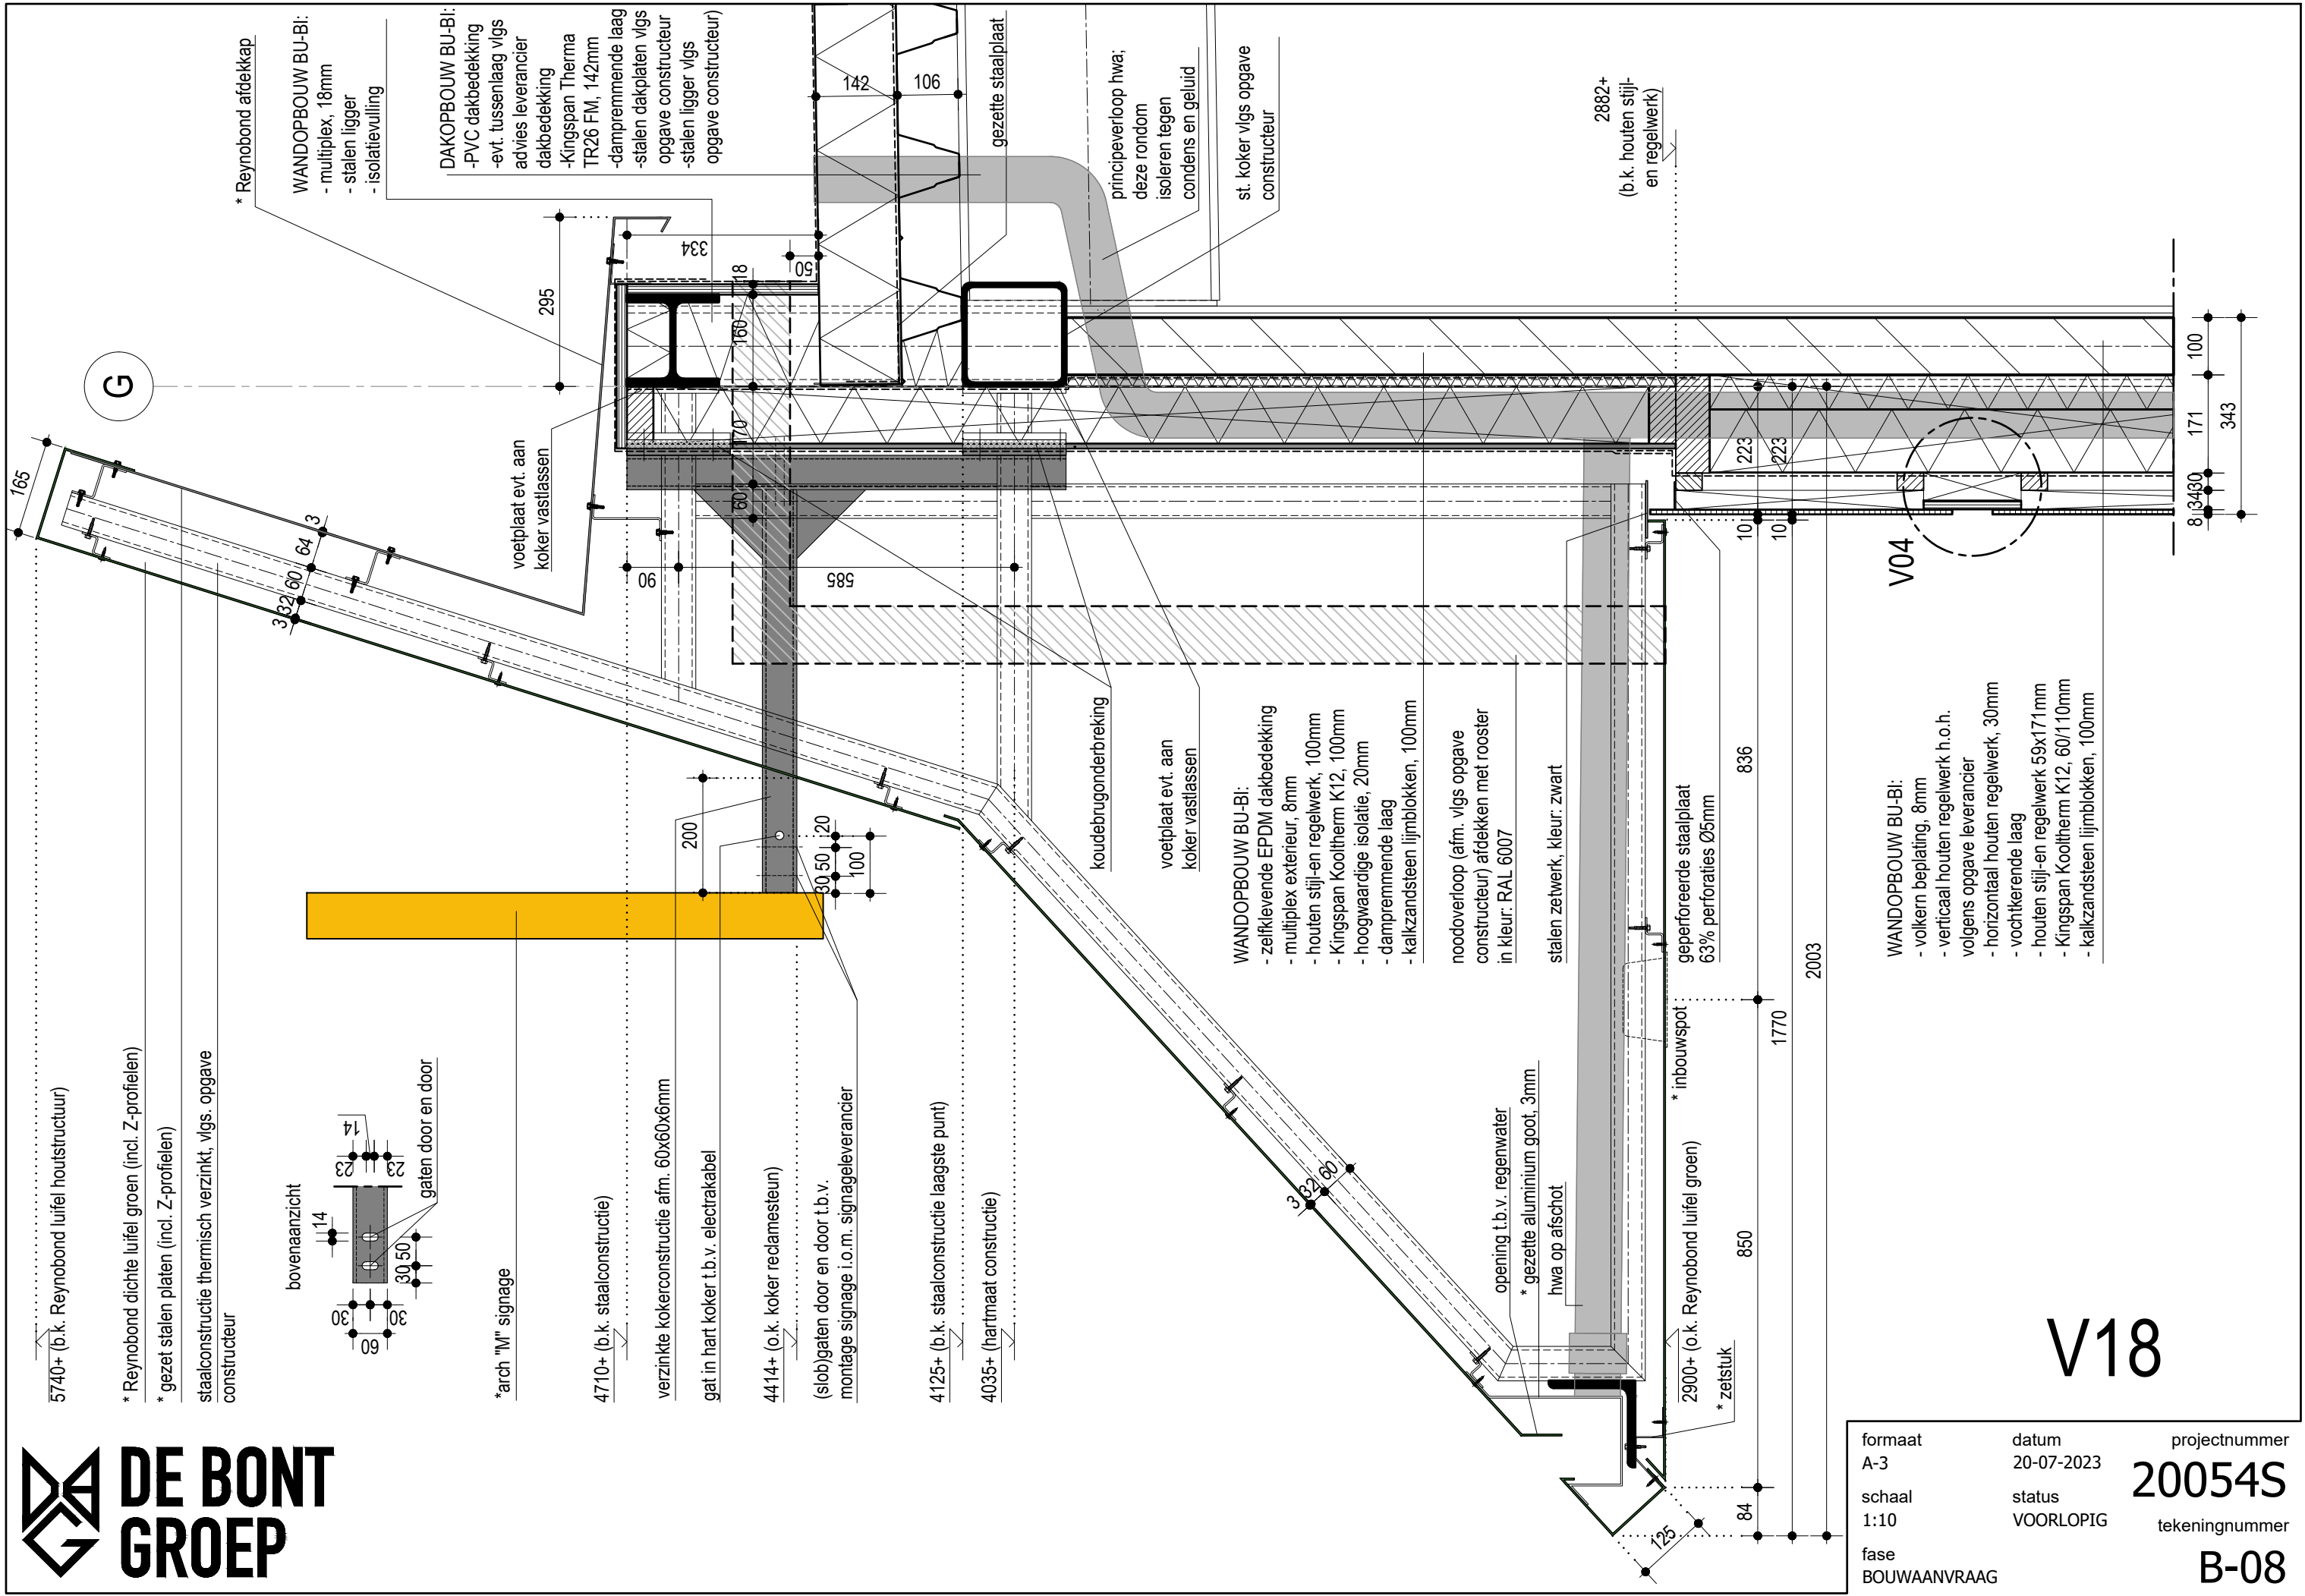 * Reynobond afdekkap
WANDOPBOUW BU-BI:
- multiplex, 18mm
- stalen ligger
- isolatievulling
DAKOPBOUW BU-BI:
-PVC dakbedekking
-evt. tussenlaag vlgs
advies leverancier
dakbedekking
-Kingspan Therma
TR26 FM, 142mm
-dampremmende laag
-stalen dakplaten vlgs
opgave constructeur
-stalen ligger vlgs
opgave constructeur)
142
106
gezette staalplaat
principeverloop hwa;
deze rondom
isoleren tegen
condens en geluid
st. koker vlgs opgave
constructeur
2882+
(b.k. houten stijl-
en regelwerk)
G
295
334
50
18
160
170
60
90
585
165
3
64
60
32
3
voetplaat evt. aan
koker vastlassen
200
20
50
30
100
koudebrugonderbreking
voetplaat evt. aan
koker vastlassen
WANDOPBOUW BU-BI:
- zelfklevende EPDM dakbedekking
- multiplex exterieur, 8mm
- houten stijl-en regelwerk, 100mm
- Kingspan Kooltherm K12, 100mm
- hoogwaardige isolatie, 20mm
- dampremmende laag
- kalkzandsteen lijmblokken, 100mm
noodoverloop (afm. vlgs opgave
constructeur) afdekken met rooster
in kleur: RAL 6007
stalen zetwerk, kleur: zwart
geperforeerde staalplaat
63% perforaties Ø5mm
223
223
10
10
836
1770
2003
850
84
125
100
171
30
34
8
343
V04
WANDOPBOUW BU-BI:
- volkern beplating, 8mm
- verticaal houten regelwerk h.o.h.
volgens opgave leverancier
- horizontaal houten regelwerk, 30mm
- vochtkerende laag
- houten stijl-en regelwerk 59x171mm
- Kingspan Kooltherm K12, 60/110mm
- kalkzandsteen lijmblokken, 100mm
5740+ (b.k. Reynobond luifel houtstructuur)
* Reynobond dichte luifel groen (incl. Z-profielen)
* gezet stalen platen (incl. Z-profielen)
staalconstructie thermisch verzinkt, vlgs. opgave
constructeur
bovenaanzicht
14
14
23
23
50
30
30
30
60
gaten door en door
*arch "M" signage
4710+ (b.k. staalconstructie)
verzinkte kokerconstructie afm. 60x60x6mm
gat in hart koker t.b.v. electrakabel
4414+ (o.k. koker reclamesteun)
(slob)gaten door en door t.b.v.
montage signage i.o.m. signageleverancier
4125+ (b.k. staalconstructie laagste punt)
4035+ (hartmaat constructie)
3
32
60
opening t.b.v. regenwater
* gezette aluminium goot, 3mm
hwa op afschot
* inbouwspot
2900+ (o.k. Reynobond luifel groen)
* zetstuk
V18
DE BONT
GROEP
formaat
A-3
datum
20-07-2023
projectnummer
20054S
schaal
1:10
status
VOORLOPIG
tekeningnummer
B-08
fase
BOUWAANVRAAG